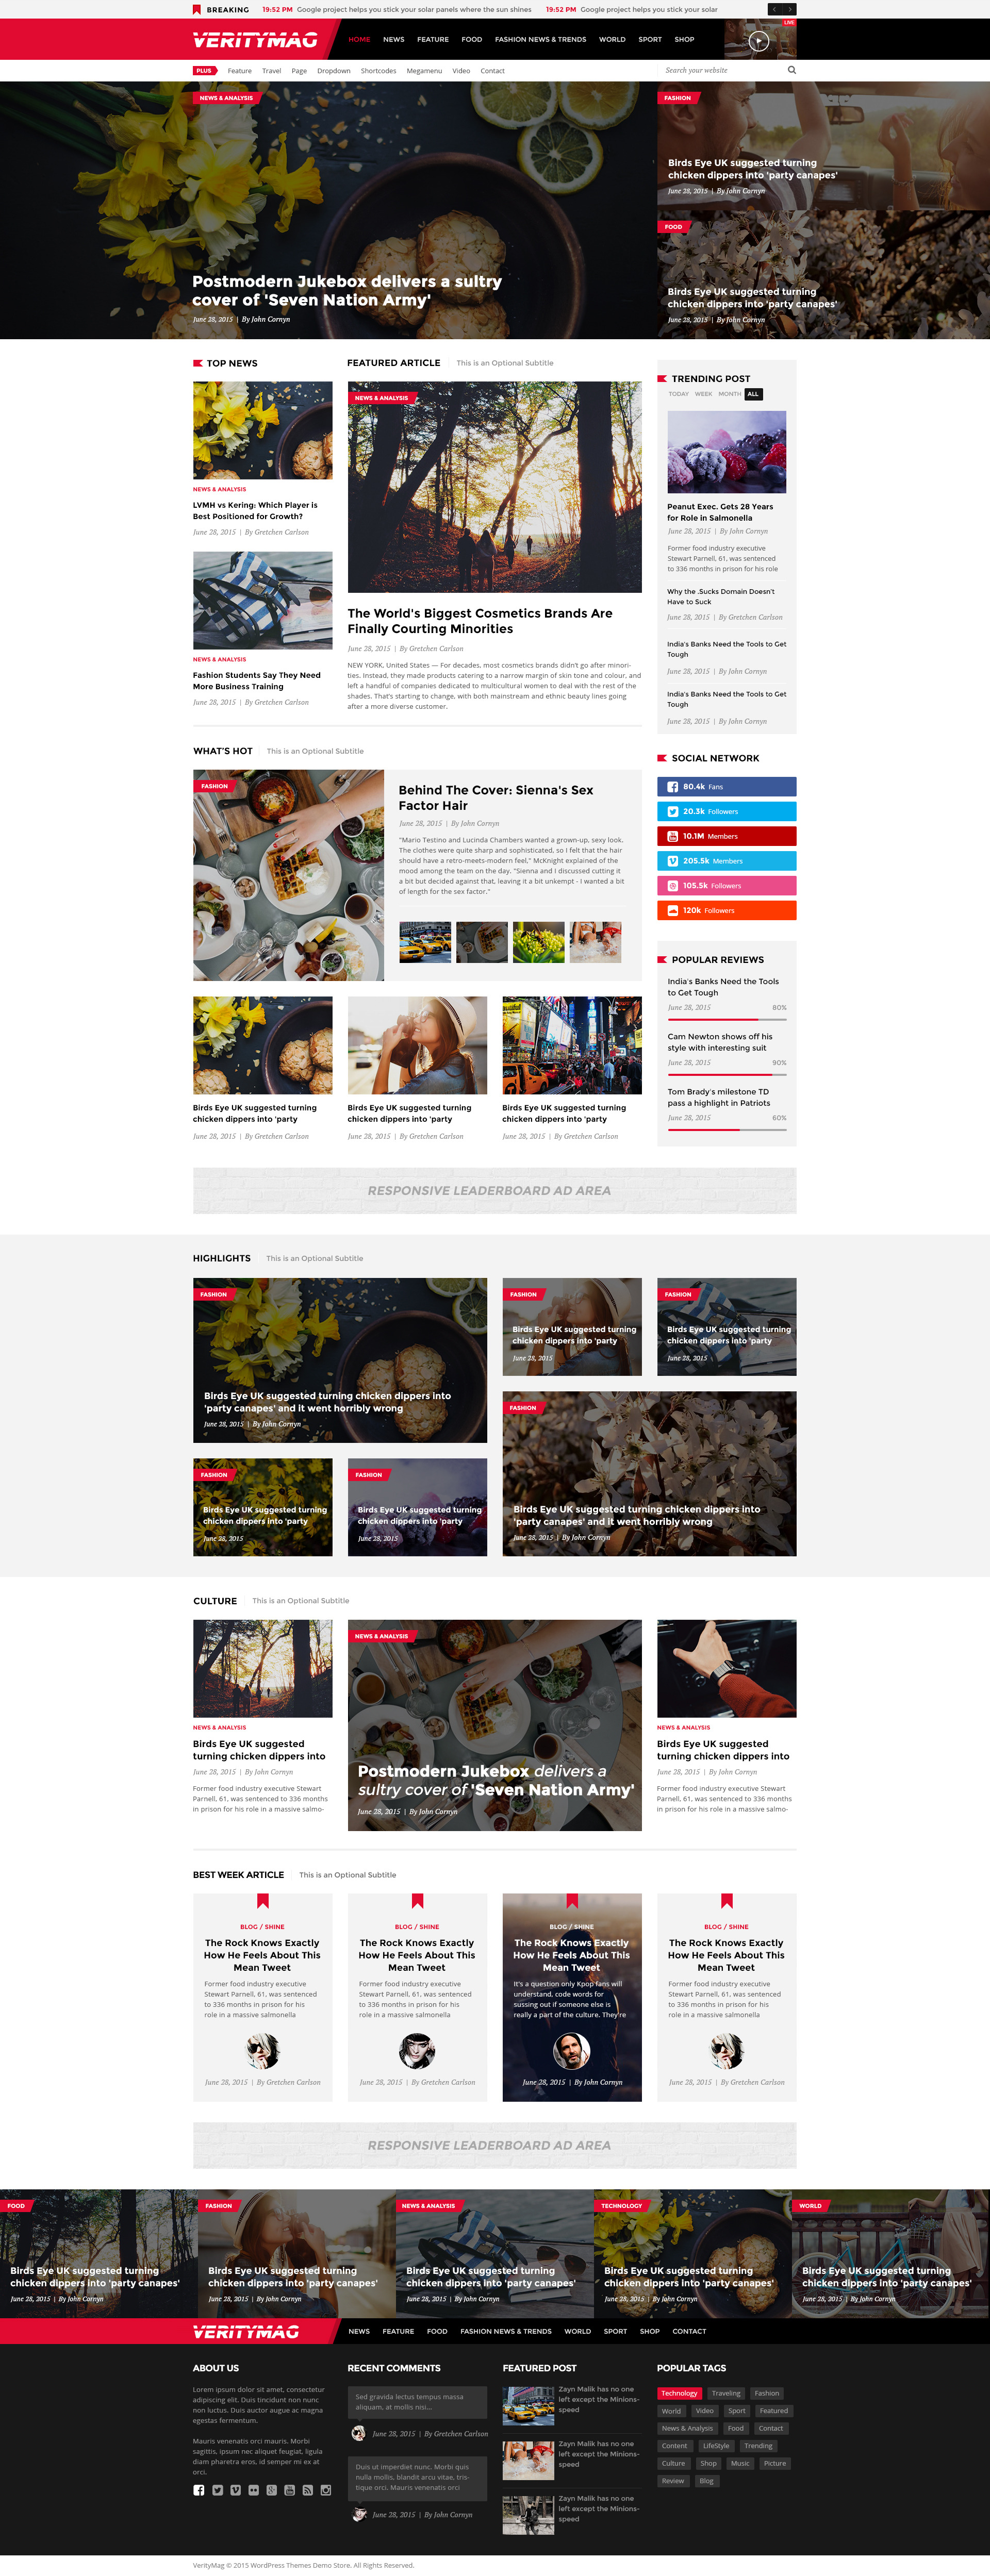 BREAKING
19:52 PM Google project helps you stick your solar panels where the sun shines
19:52 PM Google project helps you stick your solar
LIVE
VERITYMAG
HOME NEWS FEATURE FOOD FASHION NEWS & TRENDS WORLD SPORT SHOP
PLUS Feature Travel Page Dropdown Shortcodes Megamenu Video Contact
Search your website
NEWS & ANALYSIS
Postmodern Jukebox delivers a sultry
cover of 'Seven Nation Army'
June 28, 2015 | By John Cornyn
FASHION
Birds Eye UK suggested turning
chicken dippers into 'party canapes'
June 28, 2015 | By John Cornyn
FOOD
Birds Eye UK suggested turning
chicken dippers into 'party canapes'
June 28, 2015 | By John Cornyn
TOP NEWS
NEWS & ANALYSIS
LVMH vs Kering: Which Player is
Best Positioned for Growth?
June 28, 2015 | By Gretchen Carlson
NEWS & ANALYSIS
Fashion Students Say They Need
More Business Training
June 28, 2015 | By Gretchen Carlson
FEATURED ARTICLE This is an Optional Subtitle
NEWS & ANALYSIS
The World's Biggest Cosmetics Brands Are
Finally Courting Minorities
June 28, 2015 | By Gretchen Carlson
NEW YORK, United States — For decades, most cosmetics brands didn't go after minori-
ties. Instead, they made products catering to a narrow margin of skin tone and colour, and
left a handful of companies dedicated to multicultural women to deal with the rest of the
shades. That's starting to change, with both mainstream and ethnic beauty lines going
after a more diverse customer.
TRENDING POST
TODAY WEEK MONTH ALL
Peanut Exec. Gets 28 Years
for Role in Salmonella
June 28, 2015 | By John Cornyn
Former food industry executive
Stewart Parnell, 61, was sentenced
to 336 months in prison for his role
Why the .Sucks Domain Doesn't
Have to Suck
June 28, 2015 | By Gretchen Carlson
India's Banks Need the Tools to Get
Tough
June 28, 2015 | By John Cornyn
India's Banks Need the Tools to Get
Tough
June 28, 2015 | By John Cornyn
WHAT'S HOT This is an Optional Subtitle
FASHION
Behind The Cover: Sienna's Sex
Factor Hair
June 28, 2015 | By John Cornyn
"Mario Testino and Lucinda Chambers wanted a grown-up, sexy look.
The clothes were quite sharp and sophisticated, so I felt that the hair
should have a retro-meets-modern feel," McKnight explained of the
mood among the team on the day. "Sienna and I discussed cutting it
a bit but decided against that, leaving it a bit unkempt - I wanted a bit
of length for the sex factor."
Birds Eye UK suggested turning
chicken dippers into 'party
June 28, 2015 | By Gretchen Carlson
Birds Eye UK suggested turning
chicken dippers into 'party
June 28, 2015 | By Gretchen Carlson
Birds Eye UK suggested turning
chicken dippers into 'party
June 28, 2015 | By Gretchen Carlson
SOCIAL NETWORK
80.4k Fans
20.3k Followers
10.1M Members
205.5k Members
105.5k Followers
120k Followers
POPULAR REVIEWS
India's Banks Need the Tools
to Get Tough
June 28, 2015 80%
Cam Newton shows off his
style with interesting suit
June 28, 2015 90%
Tom Brady's milestone TD
pass a highlight in Patriots
June 28, 2015 60%
RESPONSIVE LEADERBOARD AD AREA
HIGHLIGHTS This is an Optional Subtitle
FASHION
Birds Eye UK suggested turning chicken dippers into
'party canapes' and it went horribly wrong
June 28, 2015 | By John Cornyn
FASHION
Birds Eye UK suggested turning
chicken dippers into 'party
June 28, 2015
FASHION
Birds Eye UK suggested turning
chicken dippers into 'party
June 28, 2015
FASHION
Birds Eye UK suggested turning
chicken dippers into 'party
June 28, 2015
FASHION
Birds Eye UK suggested turning
chicken dippers into 'party
June 28, 2015
FASHION
Birds Eye UK suggested turning chicken dippers into
'party canapes' and it went horribly wrong
June 28, 2015 | By John Cornyn
CULTURE This is an Optional Subtitle
NEWS & ANALYSIS
Birds Eye UK suggested
turning chicken dippers into
June 28, 2015 | By John Cornyn
Former food industry executive Stewart
Parnell, 61, was sentenced to 336 months
in prison for his role in a massive salmo-
NEWS & ANALYSIS
Postmodern Jukebox delivers a
sultry cover of 'Seven Nation Army'
June 28, 2015 | By John Cornyn
NEWS & ANALYSIS
Birds Eye UK suggested
turning chicken dippers into
June 28, 2015 | By John Cornyn
Former food industry executive Stewart
Parnell, 61, was sentenced to 336 months
in prison for his role in a massive salmo-
BEST WEEK ARTICLE This is an Optional Subtitle
BLOG / SHINE
The Rock Knows Exactly
How He Feels About This
Mean Tweet
Former food industry executive
Stewart Parnell, 61, was sentenced
to 336 months in prison for his
role in a massive salmonella
June 28, 2015 | By Gretchen Carlson
BLOG / SHINE
The Rock Knows Exactly
How He Feels About This
Mean Tweet
Former food industry executive
Stewart Parnell, 61, was sentenced
to 336 months in prison for his
role in a massive salmonella
June 28, 2015 | By Gretchen Carlson
BLOG / SHINE
The Rock Knows Exactly
How He Feels About This
Mean Tweet
It's a question only Kpop fans will
understand, code words for
sussing out if someone else is
really a part of the culture. They're
June 28, 2015 | By John Cornyn
BLOG / SHINE
The Rock Knows Exactly
How He Feels About This
Mean Tweet
Former food industry executive
Stewart Parnell, 61, was sentenced
to 336 months in prison for his
role in a massive salmonella
June 28, 2015 | By Gretchen Carlson
RESPONSIVE LEADERBOARD AD AREA
FOOD
Birds Eye UK suggested turning
chicken dippers into 'party canapes'
June 28, 2015 | By John Cornyn
FASHION
Birds Eye UK suggested turning
chicken dippers into 'party canapes'
June 28, 2015 | By John Cornyn
NEWS & ANALYSIS
Birds Eye UK suggested turning
chicken dippers into 'party canapes'
June 28, 2015 | By John Cornyn
TECHNOLOGY
Birds Eye UK suggested turning
chicken dippers into 'party canapes'
June 28, 2015 | By John Cornyn
WORLD
Birds Eye UK suggested turning
chicken dippers into 'party canapes'
June 28, 2015 | By John Cornyn
VERITYMAG
NEWS FEATURE FOOD FASHION NEWS & TRENDS WORLD SPORT SHOP CONTACT
ABOUT US
Lorem ipsum dolor sit amet, consectetur
adipiscing elit. Duis tincidunt non nunc
non luctus. Duis auctor augue ac magna
egestas fermentum.
Mauris venenatis orci mauris. Morbi
sagittis, ipsum nec aliquet feugiat, ligula
diam pharetra eros, id semper mi ex at
orci.
RECENT COMMENTS
Sed gravida lectus tempus massa
aliquam, at mollis nisi...
June 28, 2015 | By Gretchen Carlson
Duis ut imperdiet nunc. Morbi quis
nulla mollis, blandit arcu vitae, tris-
tique orci. Mauris venenatis orci
June 28, 2015 | By John Cornyn
FEATURED POST
Zayn Malik has no one
left except the Minions-
speed
Zayn Malik has no one
left except the Minions-
speed
Zayn Malik has no one
left except the Minions-
speed
POPULAR TAGS
Technology Traveling Fashion
World Video Sport Featured
News & Analysis Food Contact
Content LifeStyle Trending
Culture Shop Music Picture
Review Blog
VerityMag © 2015 WordPress Themes Demo Store. All Rights Reserved.